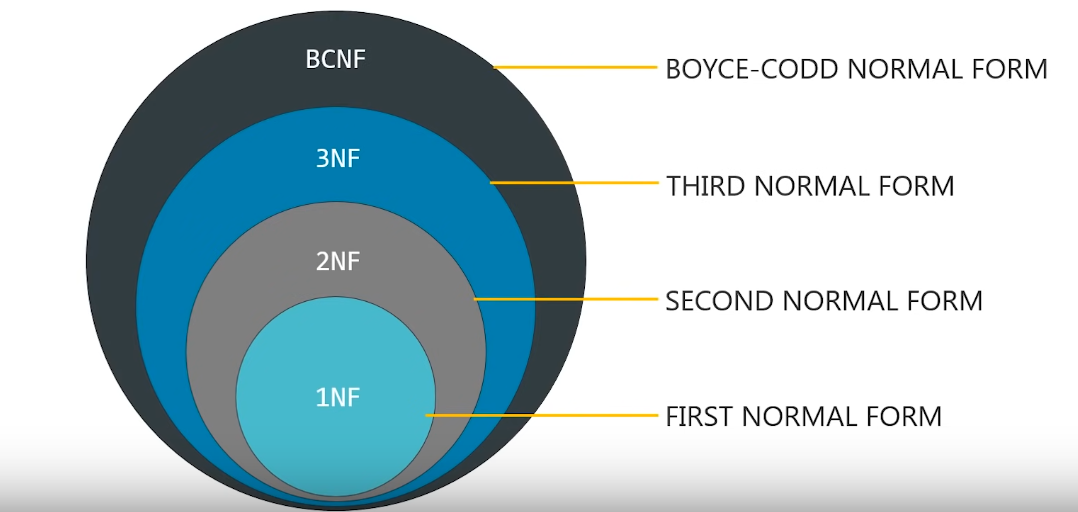 BCNF
BOYCE-CODD NORMAL FORM
3NF
THIRD NORMAL FORM
2NF
SECOND NORMAL FORM
1NF
FIRST NORMAL FORM